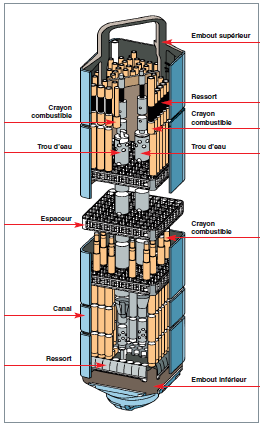 Embout supérieur
Ressort
Crayon
combustible
Crayon
combustible
Trou d'eau
Trou d'eau
Espaceur
Crayon
combustible
Canal
Ressort
Embout inférieur